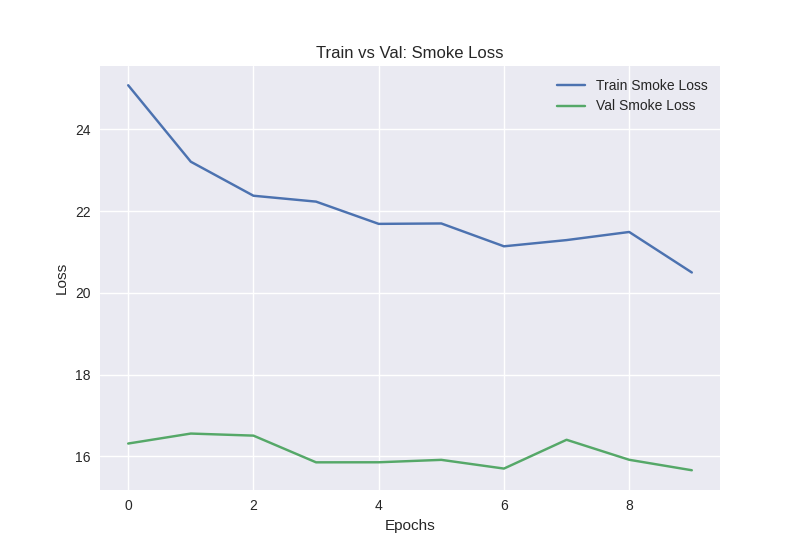 Train vs Val: Smoke Loss
Train Smoke Loss
Val Smoke Loss
24
22
20
18
16
Loss
0 2 4 6 8
Epochs